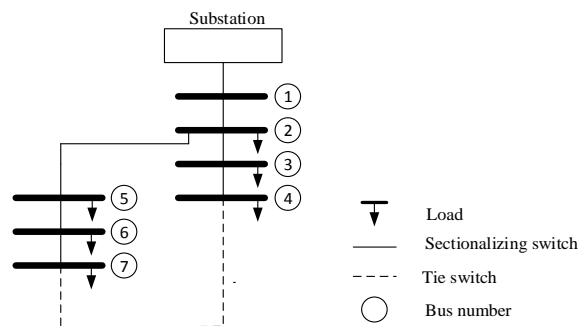 Substation
1
2
3
4
5
6
7
Load
Sectionalizing switch
Tie switch
Bus number